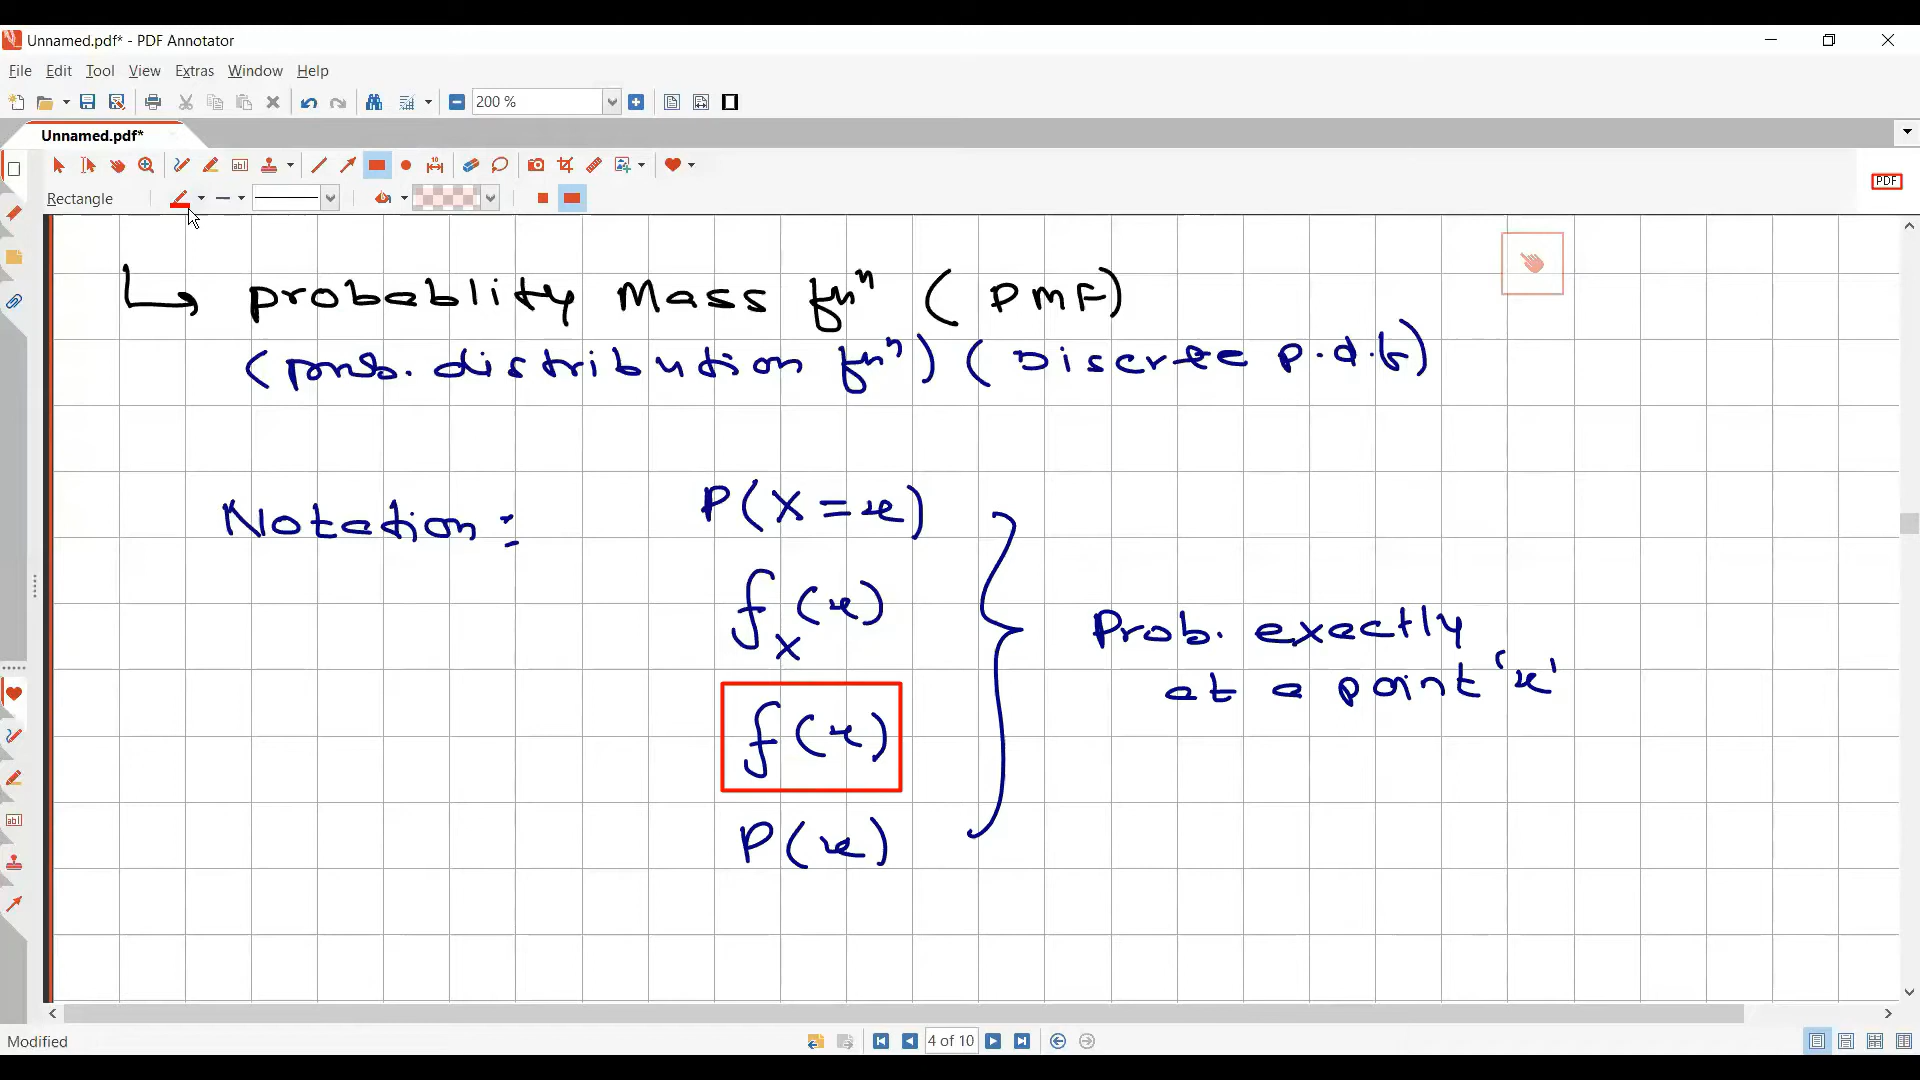 Unnamed.pdf* - PDF Annotator
File Edit Tool View Extras Window Help
200 %
Unnamed.pdf*
Rectangle
PDF
↳ probablity Mass fnⁿ (PMF)
(prob. distribution fnⁿ) (Discrete p.d.f)
Notation :
P(X=x)
f_X(x)
Prob. exactly
at a point 'x'
f(x)
P(x)
Modified
4 of 10